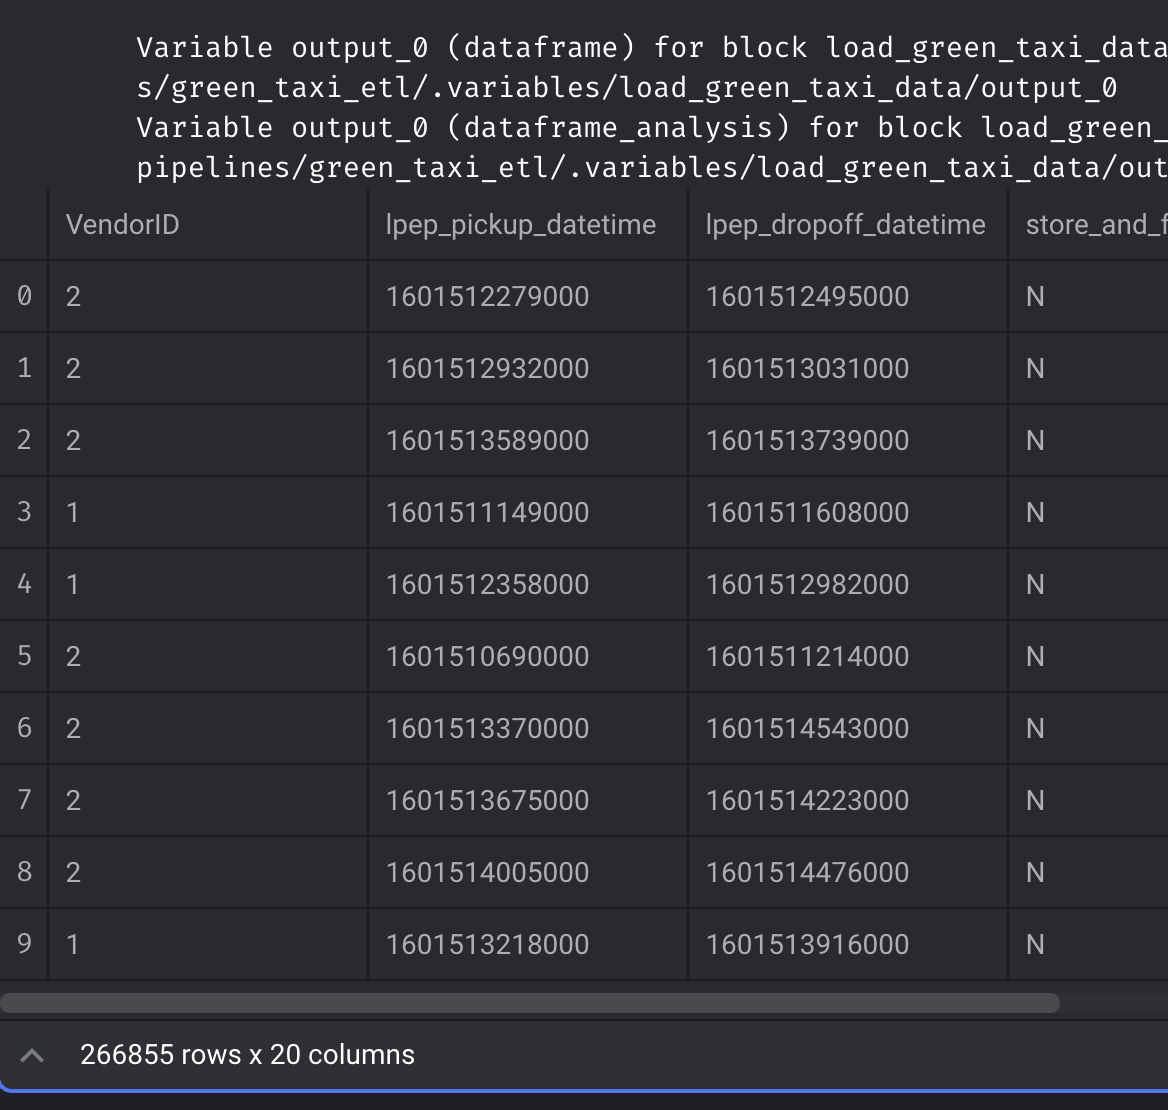 Variable output_0 (dataframe) for block load_green_taxi_data
s/green_taxi_etl/.variables/load_green_taxi_data/output_0
Variable output_0 (dataframe_analysis) for block load_green_
pipelines/green_taxi_etl/.variables/load_green_taxi_data/out
VendorID lpep_pickup_datetime lpep_dropoff_datetime store_and_f
0 2 1601512279000 1601512495000 N
1 2 1601512932000 1601513031000 N
2 2 1601513589000 1601513739000 N
3 1 1601511149000 1601511608000 N
4 1 1601512358000 1601512982000 N
5 2 1601510690000 1601511214000 N
6 2 1601513370000 1601514543000 N
7 2 1601513675000 1601514223000 N
8 2 1601514005000 1601514476000 N
9 1 1601513218000 1601513916000 N
266855 rows x 20 columns